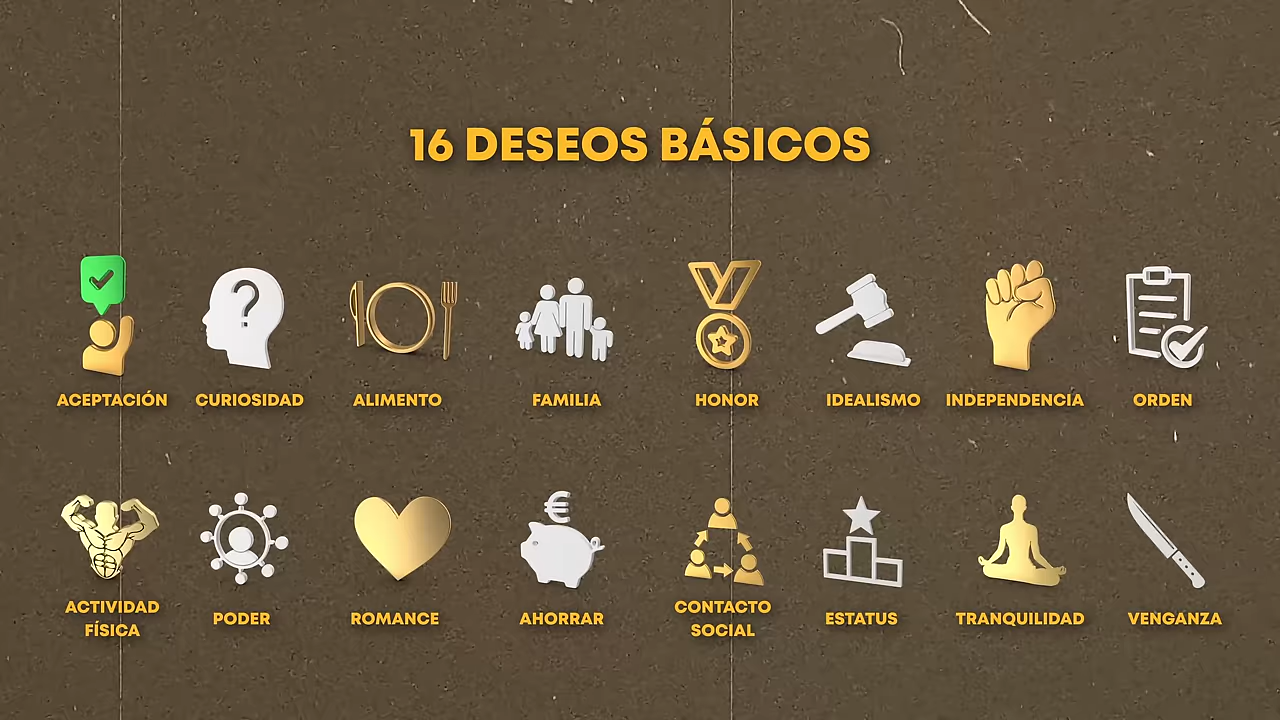 16 DESEOS BÁSICOS
ACEPTACIÓN
CURIOSIDAD
ALIMENTO
FAMILIA
HONOR
IDEALISMO
INDEPENDENCIA
ORDEN
ACTIVIDAD
FÍSICA
PODER
ROMANCE
AHORRAR
CONTACTO
SOCIAL
ESTATUS
TRANQUILIDAD
VENGANZA